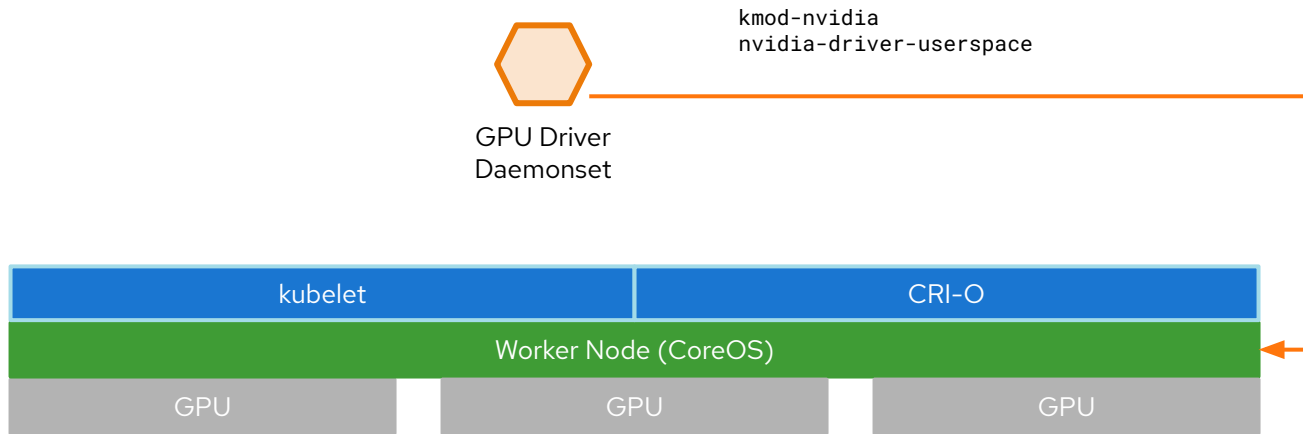 kmod-nvidia
nvidia-driver-userspace
GPU Driver
Daemonset
kubelet
CRI-O
Worker Node (CoreOS)
GPU
GPU
GPU